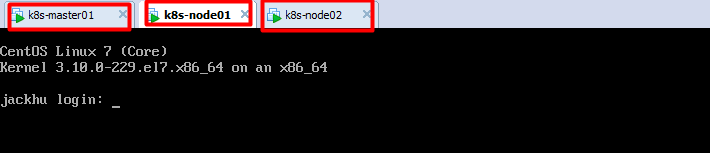 k8s-master01 k8s-node01 k8s-node02
CentOS Linux 7 (Core)
Kernel 3.10.0-229.el7.x86_64 on an x86_64
jackhu login: _